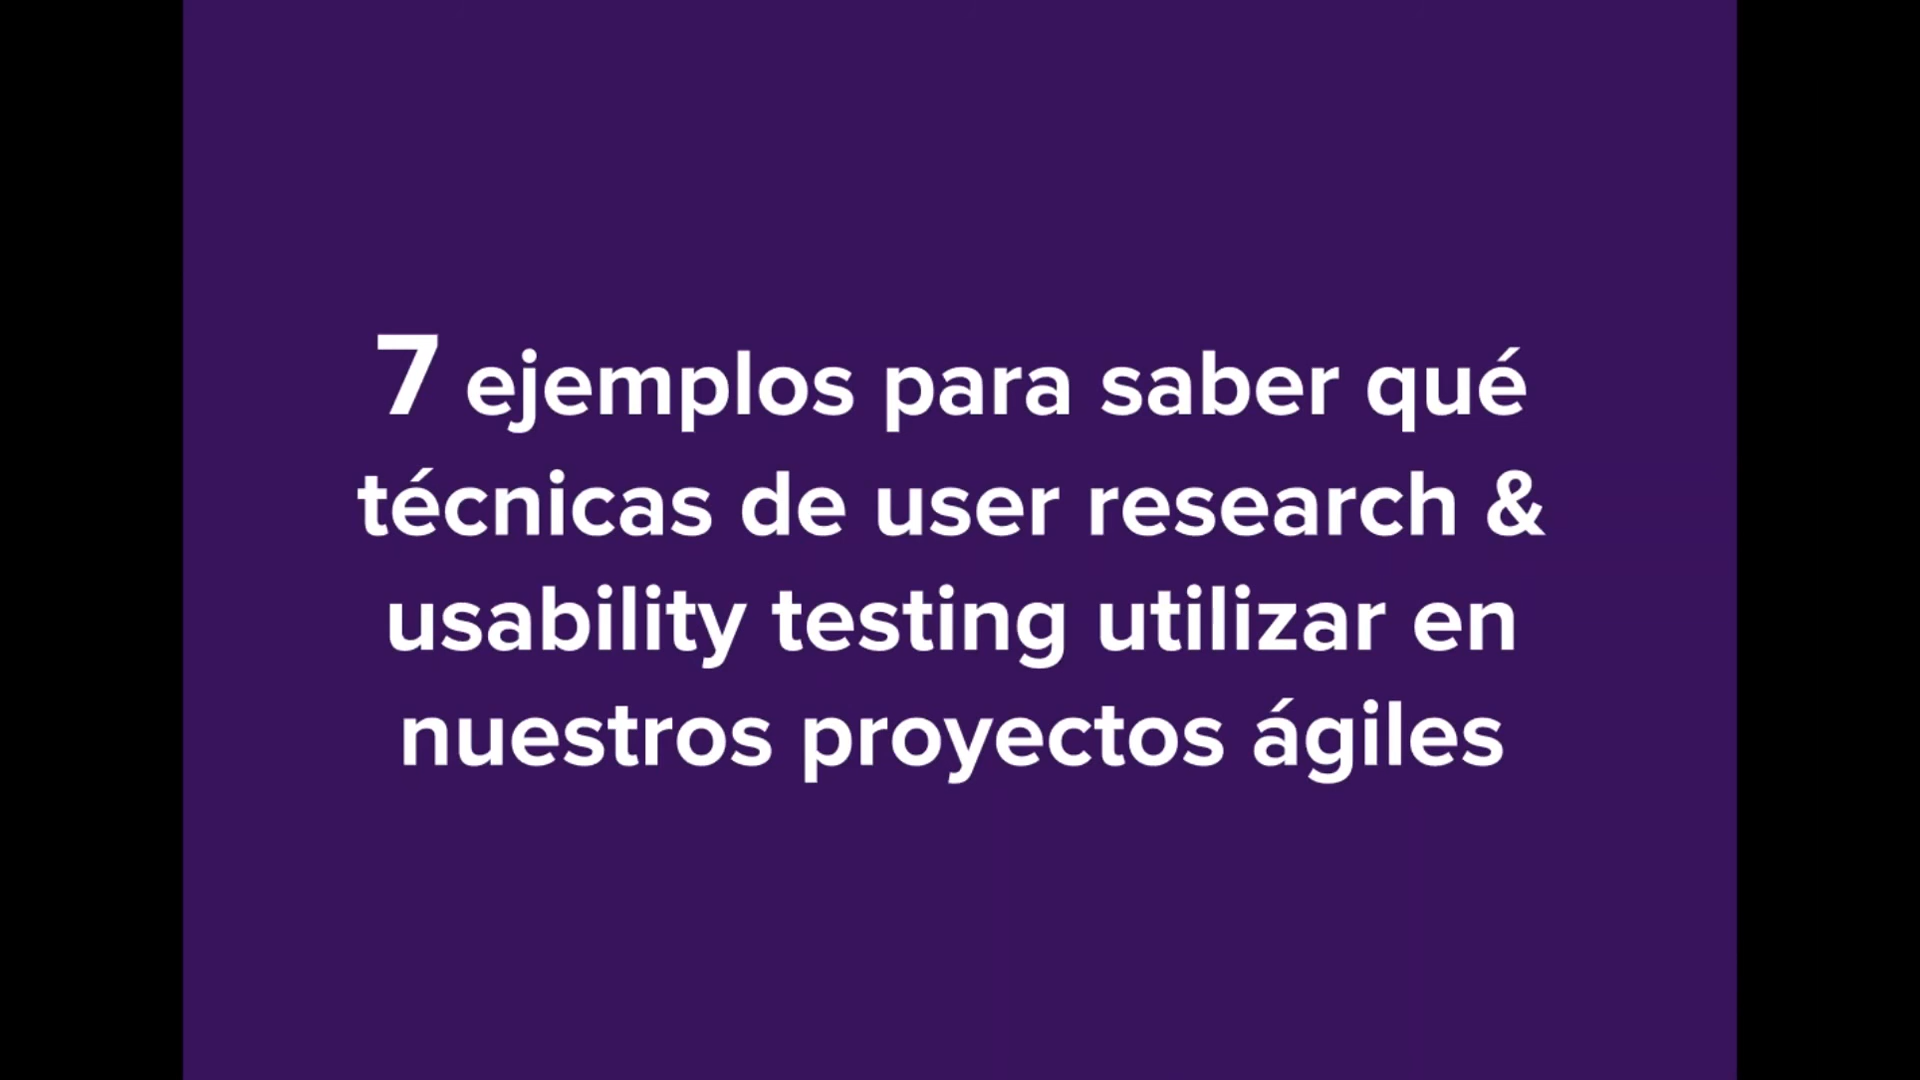 7 ejemplos para saber qué
técnicas de user research &
usability testing utilizar en
nuestros proyectos ágiles